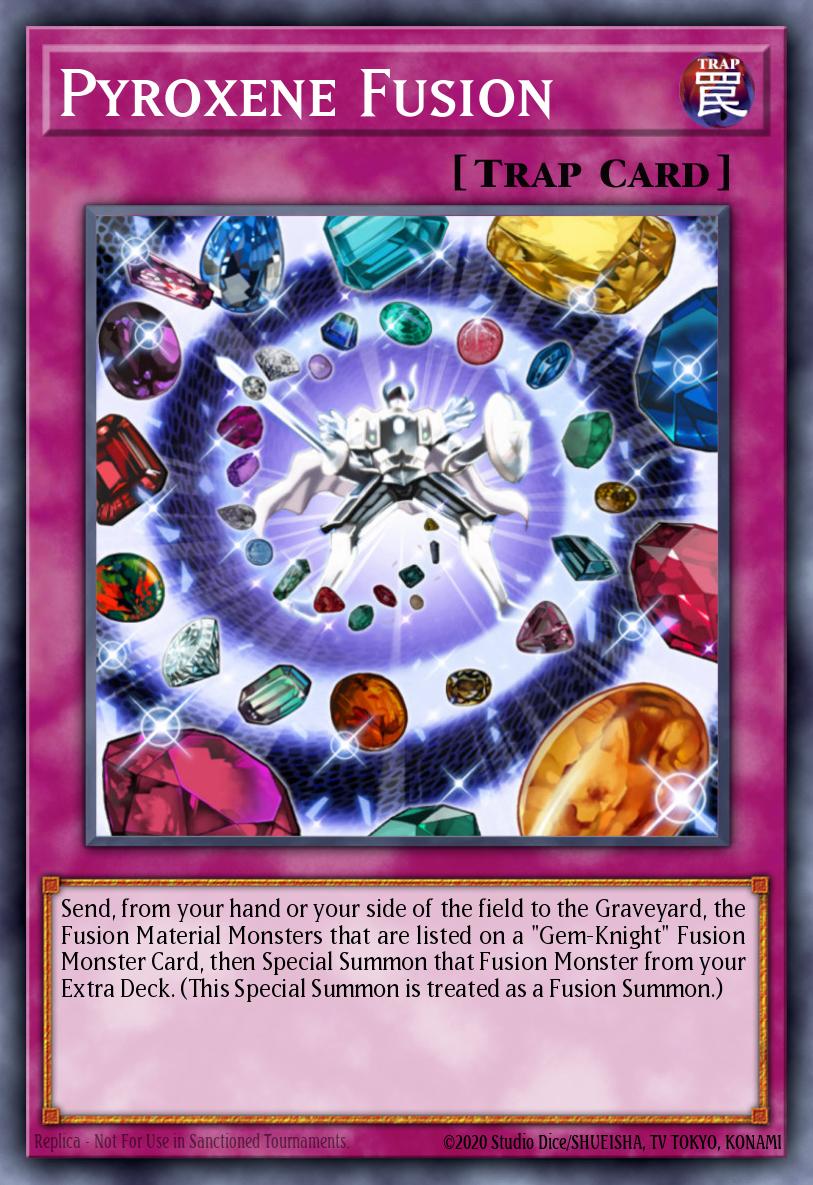 Pyroxene Fusion
TRAP
罠
[Trap Card]
Send, from your hand or your side of the field to the Graveyard, the
Fusion Material Monsters that are listed on a "Gem-Knight" Fusion
Monster Card, then Special Summon that Fusion Monster from your
Extra Deck. (This Special Summon is treated as a Fusion Summon.)
Replica - Not For Use in Sanctioned Tournaments.
©2020 Studio Dice/SHUEISHA, TV TOKYO, KONAMI